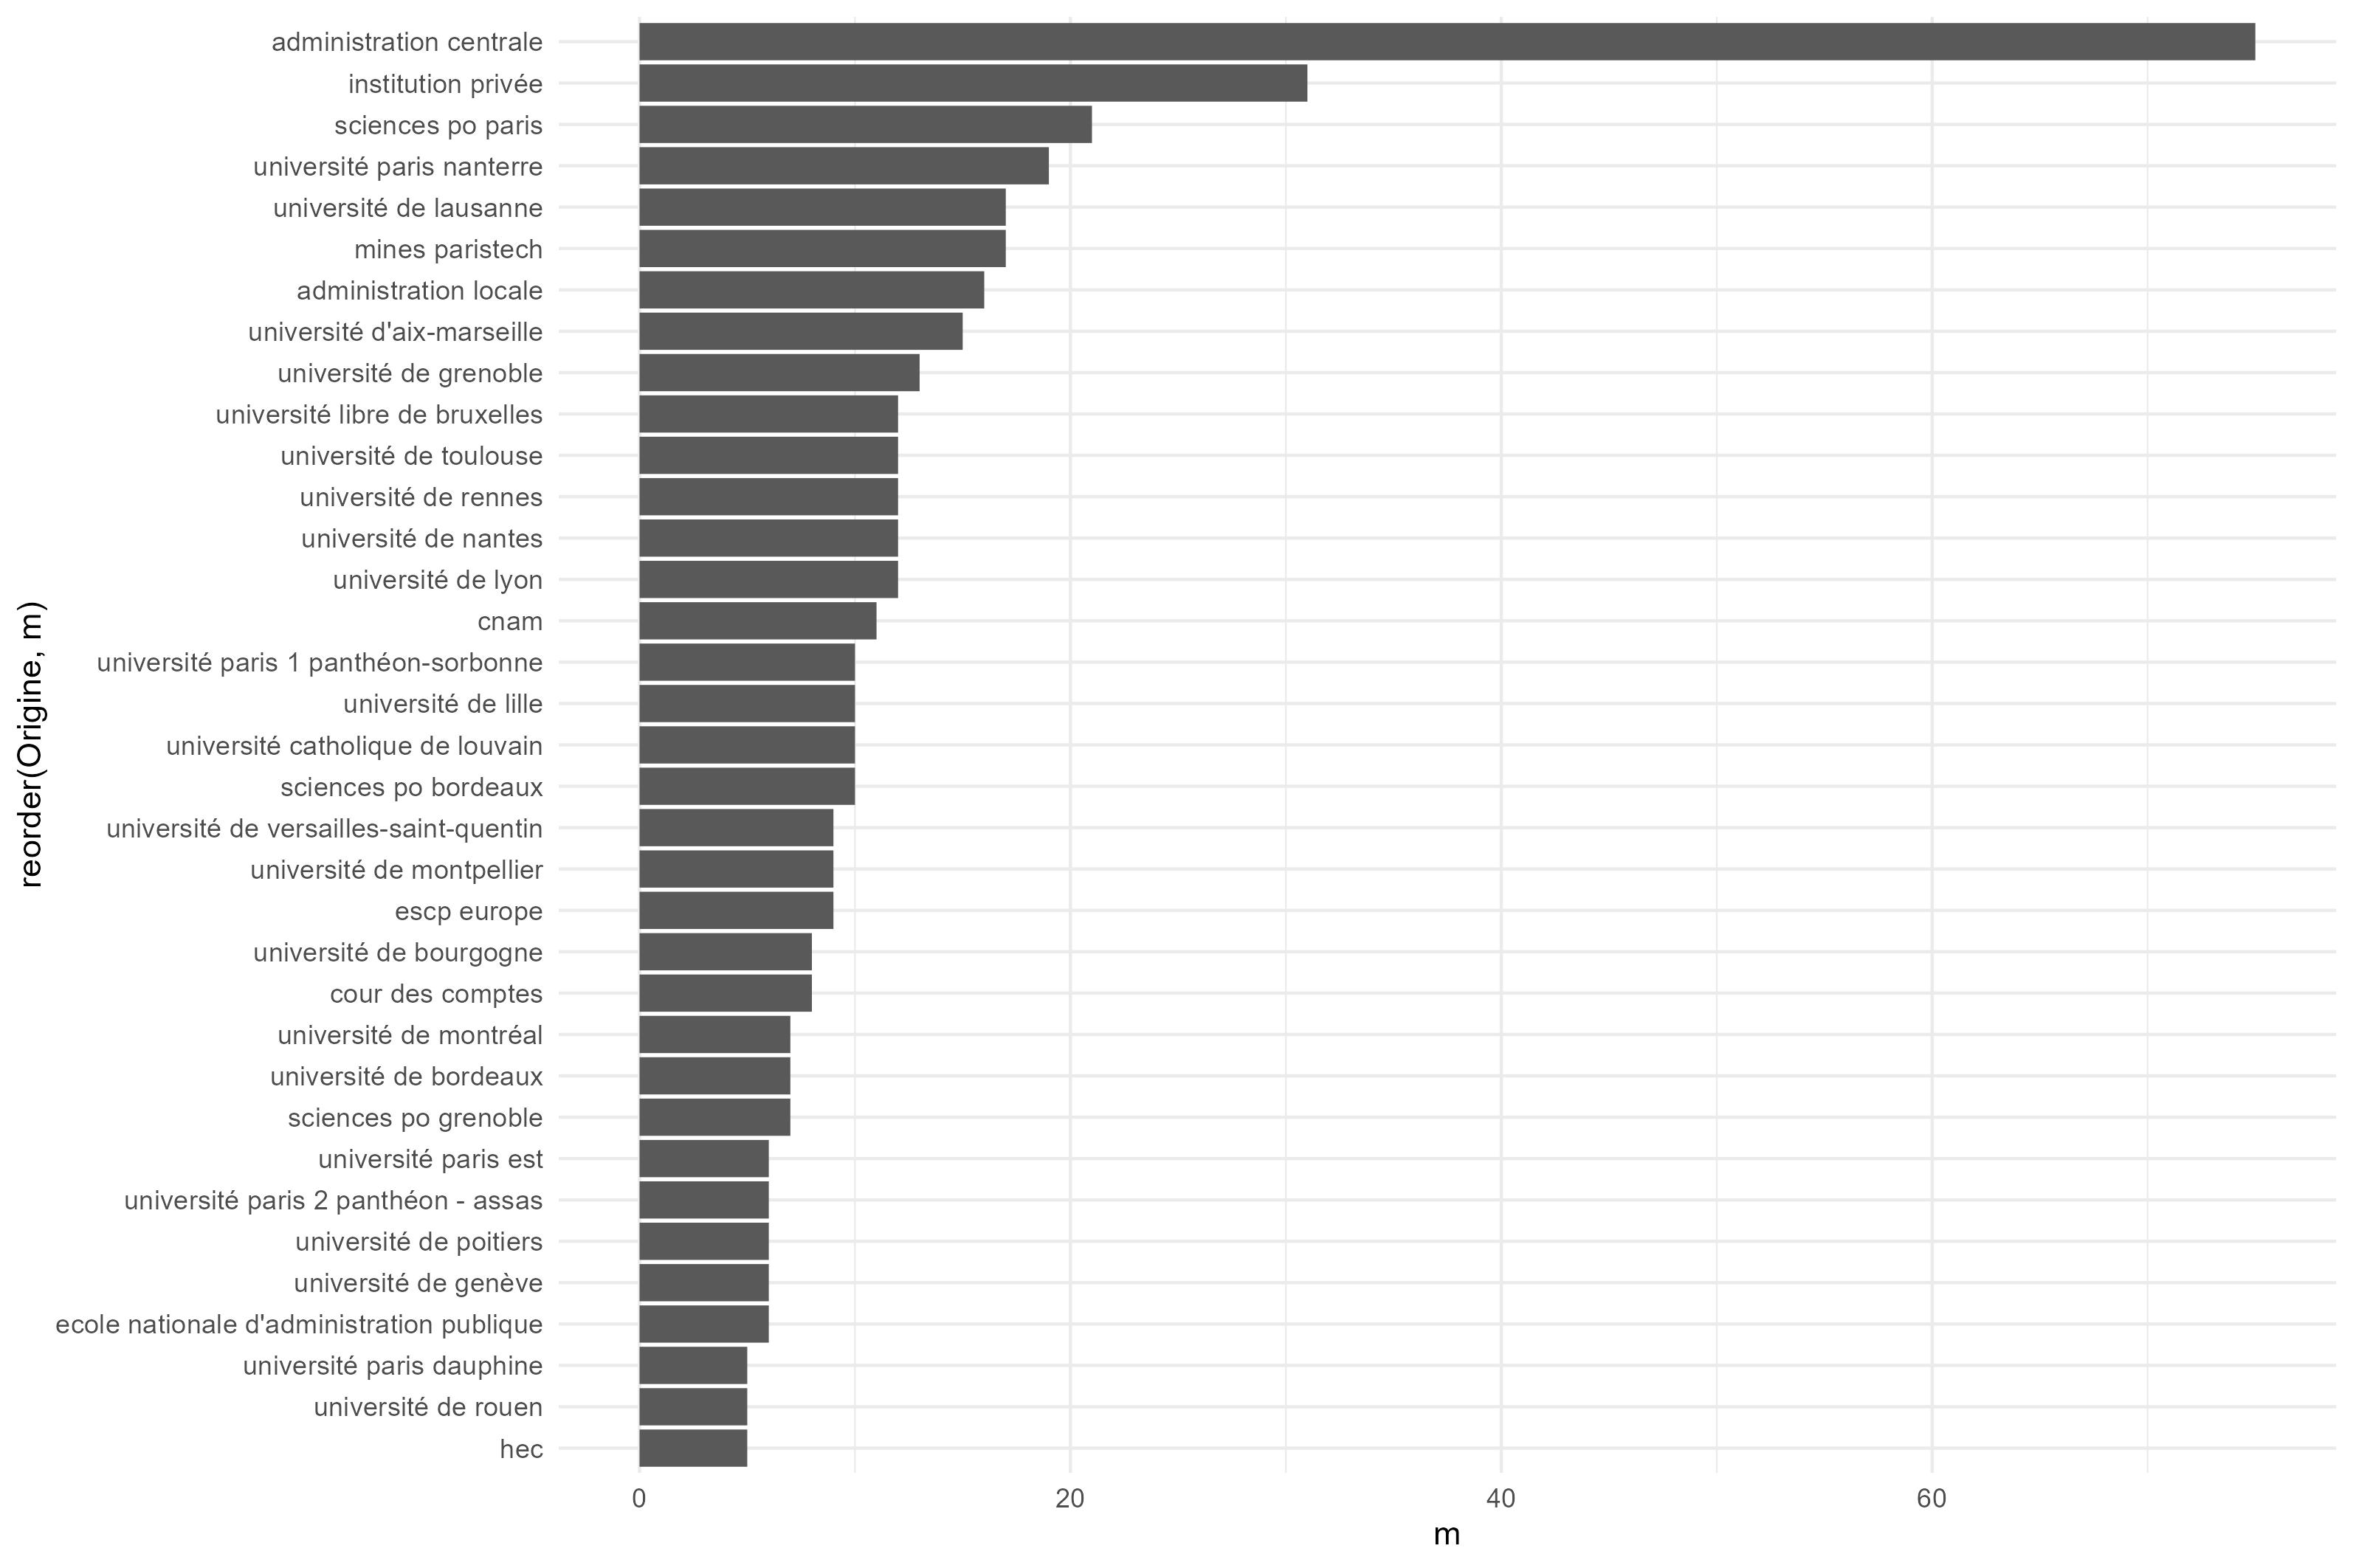 administration centrale
institution privée
sciences po paris
université paris nanterre
université de lausanne
mines paristech
administration locale
université d'aix-marseille
université de grenoble
université libre de bruxelles
université de toulouse
université de rennes
université de nantes
université de lyon
cnam
université paris 1 panthéon-sorbonne
université de lille
université catholique de louvain
sciences po bordeaux
université de versailles-saint-quentin
université de montpellier
escp europe
université de bourgogne
cour des comptes
université de montréal
université de bordeaux
sciences po grenoble
université paris est
université paris 2 panthéon - assas
université de poitiers
université de genève
ecole nationale d'administration publique
université paris dauphine
université de rouen
hec
reorder(Origine, m)
0 20 40 60
m